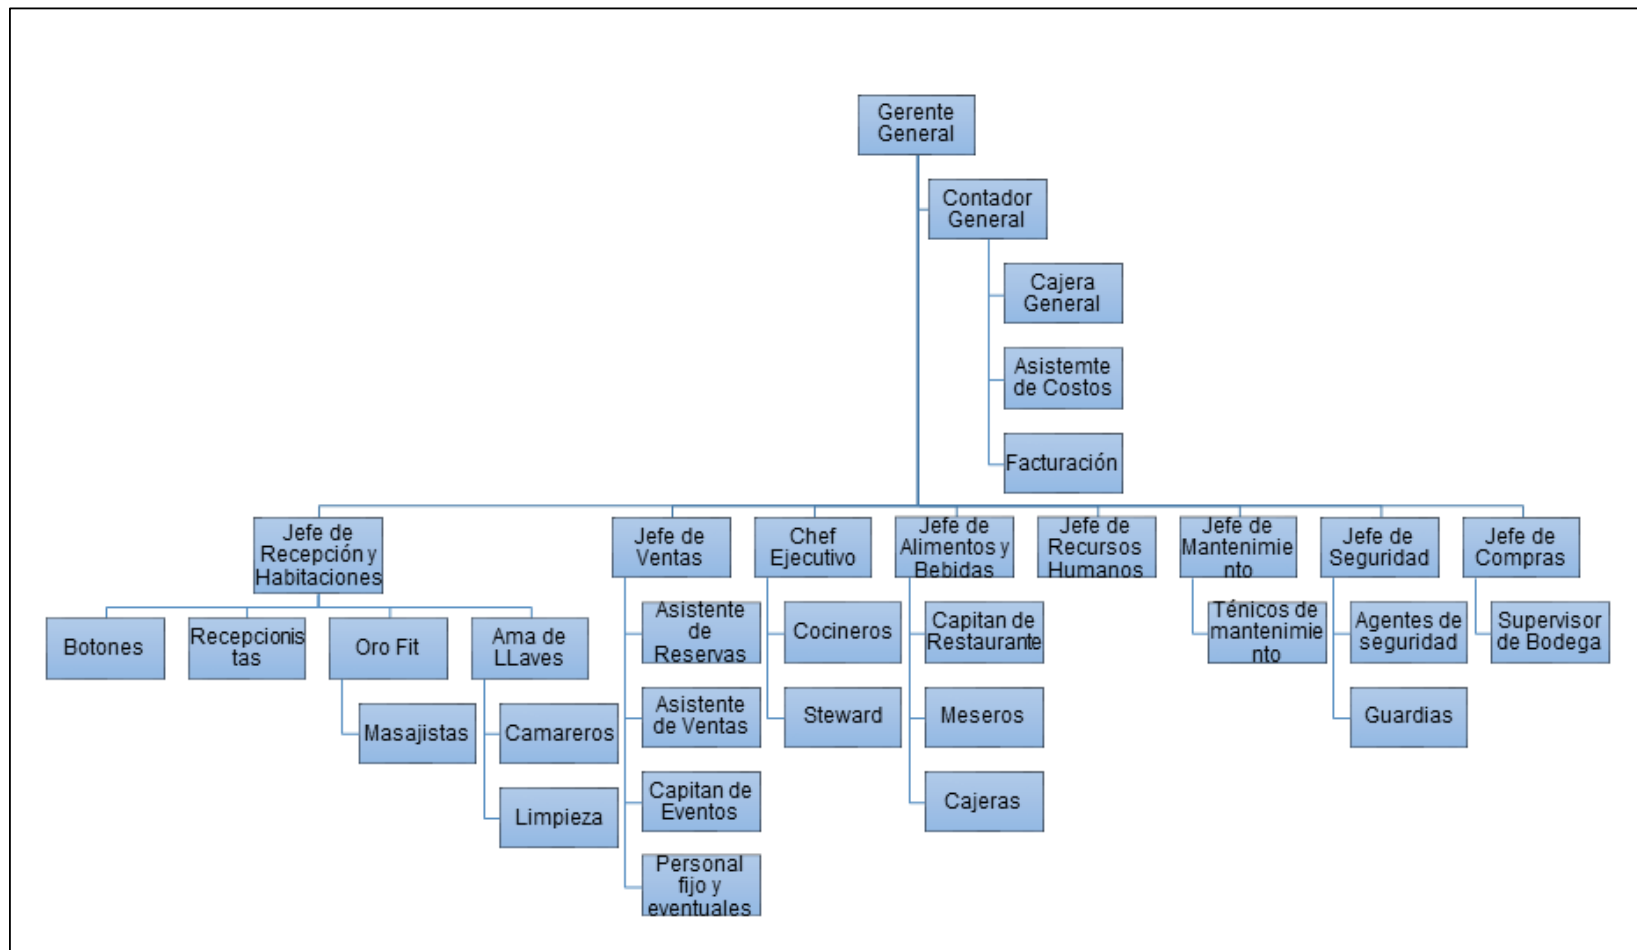 Gerente
General
Contador
General
Cajera
General
Asistemte
de Costos
Facturación
Jefe de
Recepción y
Habitaciones
Jefe de
Ventas
Chef
Ejecutivo
Jefe de
Alimentos y
Bebidas
Jefe de
Recursos
Humanos
Jefe de
Mantenimie
nto
Jefe de
Seguridad
Jefe de
Compras
Botones
Recepcionis
tas
Oro Fit
Ama de
LLaves
Asistente
de
Reservas
Cocineros
Capitan de
Restaurante
Ténicos de
mantenimie
nto
Agentes de
seguridad
Supervisor
de Bodega
Masajistas
Camareros
Asistente
de Ventas
Steward
Meseros
Guardias
Limpieza
Capitan de
Eventos
Cajeras
Personal
fijo y
eventuales